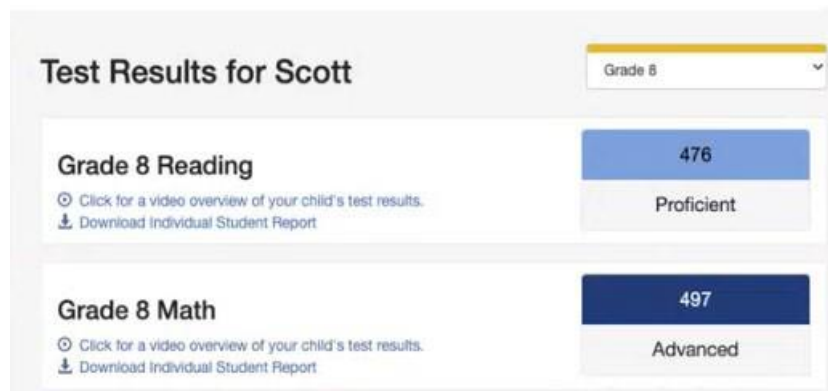 Test Results for Scott
Grade 8
Grade 8 Reading
Click for a video overview of your child's test results.
Download Individual Student Report
476
Proficient
Grade 8 Math
Click for a video overview of your child's test results.
Download Individual Student Report
497
Advanced